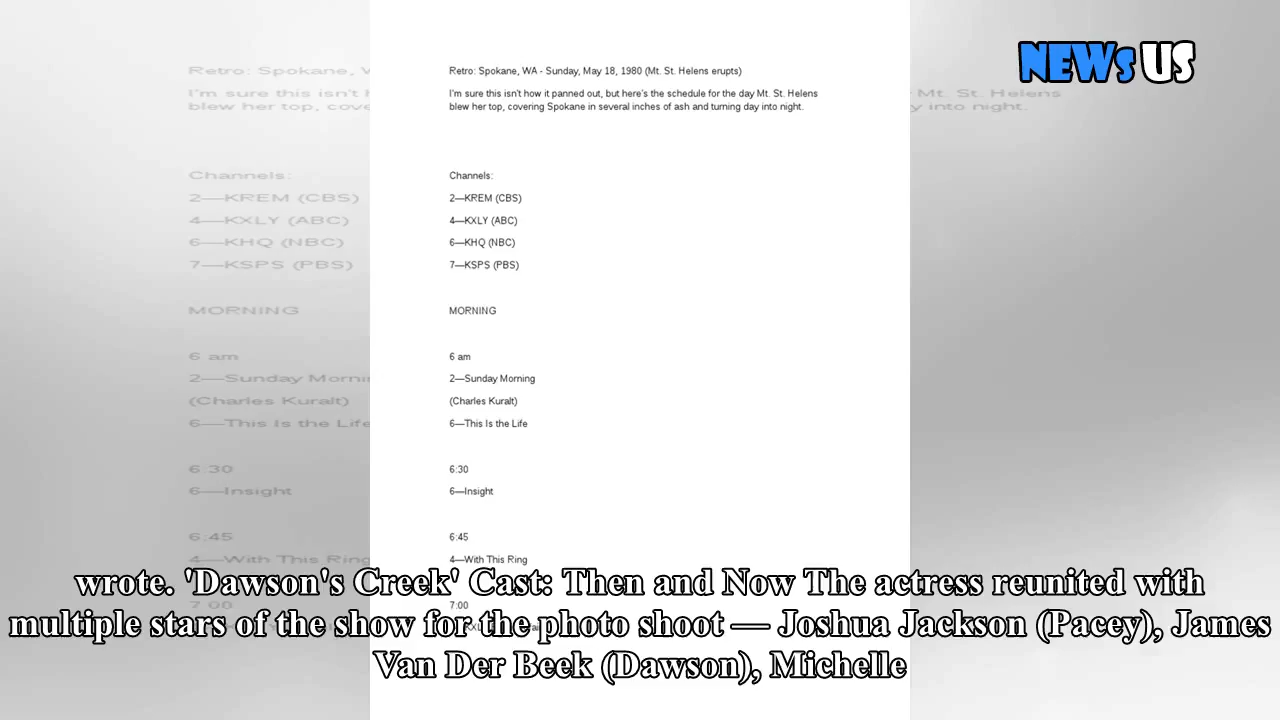 NEWs US
Retro: Spokane, WA - Sunday, May 18, 1980 (Mt. St. Helens erupts)
I'm sure this isn't how it panned out, but here's the schedule for the day Mt. St. Helens
blew her top, covering Spokane in several inches of ash and turning day into night.
Channels:
2—KREM (CBS)
4—KXLY (ABC)
6—KHQ (NBC)
7—KSPS (PBS)
MORNING
6 am
2—Sunday Morning
(Charles Kuralt)
6—This Is the Life
6:30
6—Insight
6:45
4—With This Ring
7:00
wrote. 'Dawson's Creek' Cast: Then and Now The actress reunited with
multiple stars of the show for the photo shoot — Joshua Jackson (Pacey), James
Van Der Beek (Dawson), Michelle